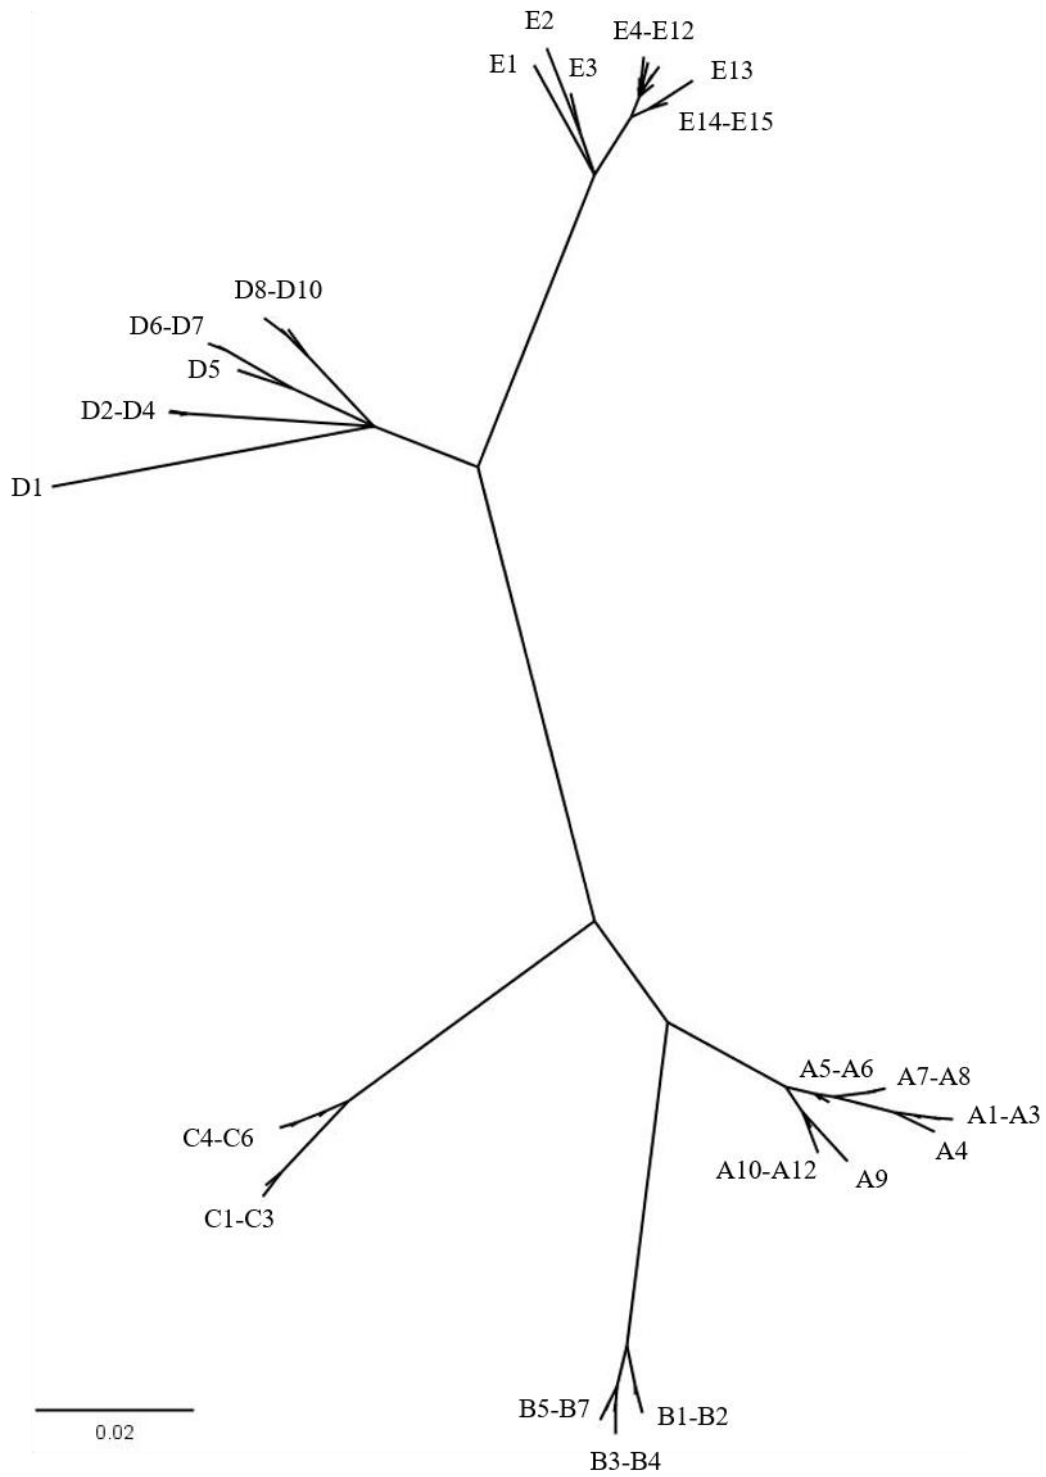 E2
E4-E12
E1
E3
E13
E14-E15
D8-D10
D6-D7
D5
D2-D4
D1
A5-A6
A7-A8
A1-A3
A4
A10-A12
A9
C4-C6
C1-C3
B5-B7
B1-B2
B3-B4
0.02